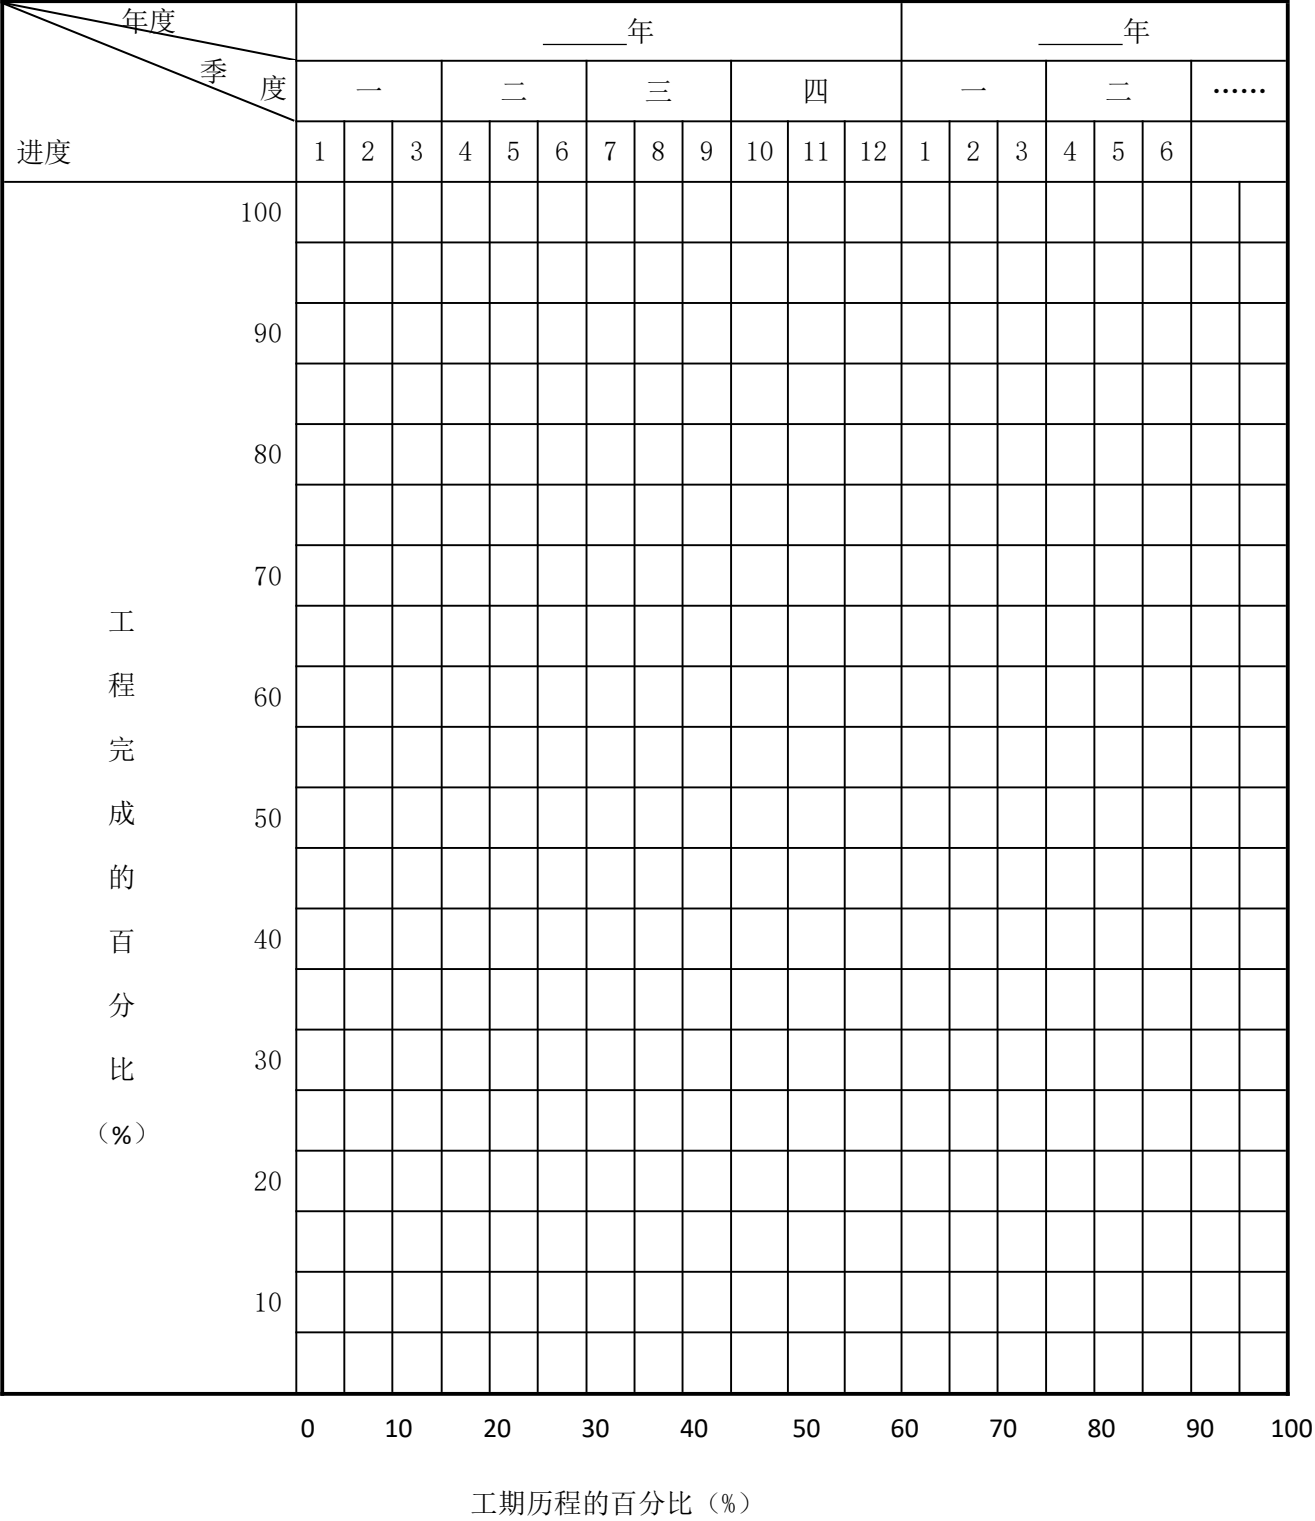 年度 ______年 ______年
季度 一 二 三 四 一 二 ······
进度 1 2 3 4 5 6 7 8 9 10 11 12 1 2 3 4 5 6
100
90
80
70
工
程
60
完
成
50
的
百
40
分
比
30
（%）
20
10
0 10 20 30 40 50 60 70 80 90 100
工期历程的百分比（%）